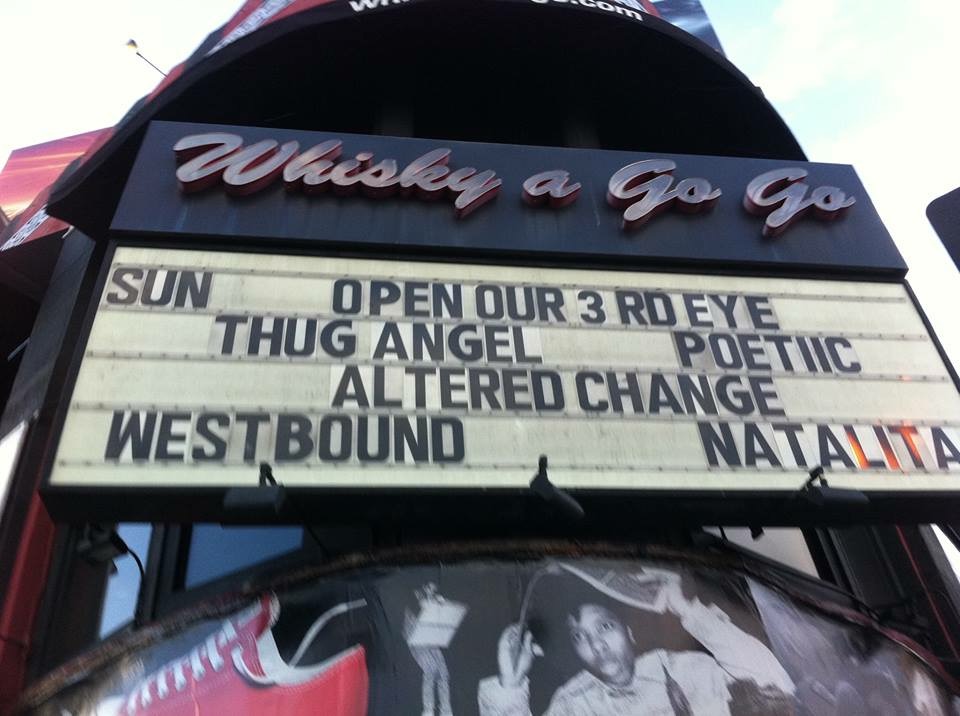 Whisky a Go Go
SUN OPEN OUR 3 RD EYE
THUG ANGEL POETIIC
ALTERED CHANGE
WESTBOUND NATALITA